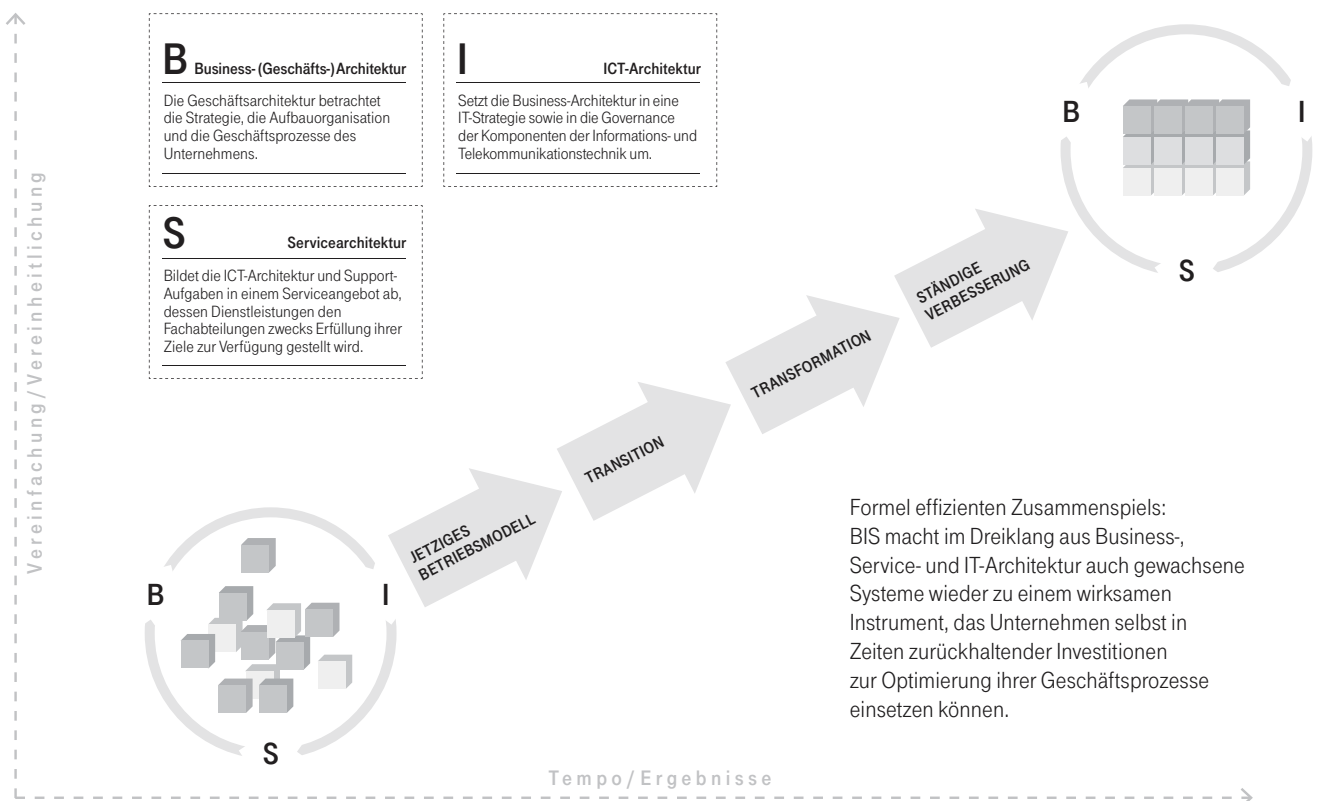 B Business- (Geschäfts-) Architektur
Die Geschäftsarchitektur betrachtet
die Strategie, die Aufbauorganisation
und die Geschäftsprozesse des
Unternehmens.
I ICT-Architektur
Setzt die Business-Architektur in eine
IT-Strategie sowie in die Governance
der Komponenten der Informations- und
Telekommunikationstechnik um.
S Servicearchitektur
Bildet die ICT-Architektur und Support-
Aufgaben in einem Serviceangebot ab,
dessen Dienstleistungen den
Fachabteilungen zwecks Erfüllung ihrer
Ziele zur Verfügung gestellt wird.
Vereinfachung/Vereinheitlichung
B
I
S
STÄNDIGE
VERBESSERUNG
TRANSFORMATION
TRANSITION
JETZIGES
BETRIEBSMODELL
B
I
S
Formel effizienten Zusammenspiels:
BIS macht im Dreiklang aus Business-,
Service- und IT-Architektur auch gewachsene
Systeme wieder zu einem wirksamen
Instrument, das Unternehmen selbst in
Zeiten zurückhaltender Investitionen
zur Optimierung ihrer Geschäftsprozesse
einsetzen können.
Tempo/Ergebnisse